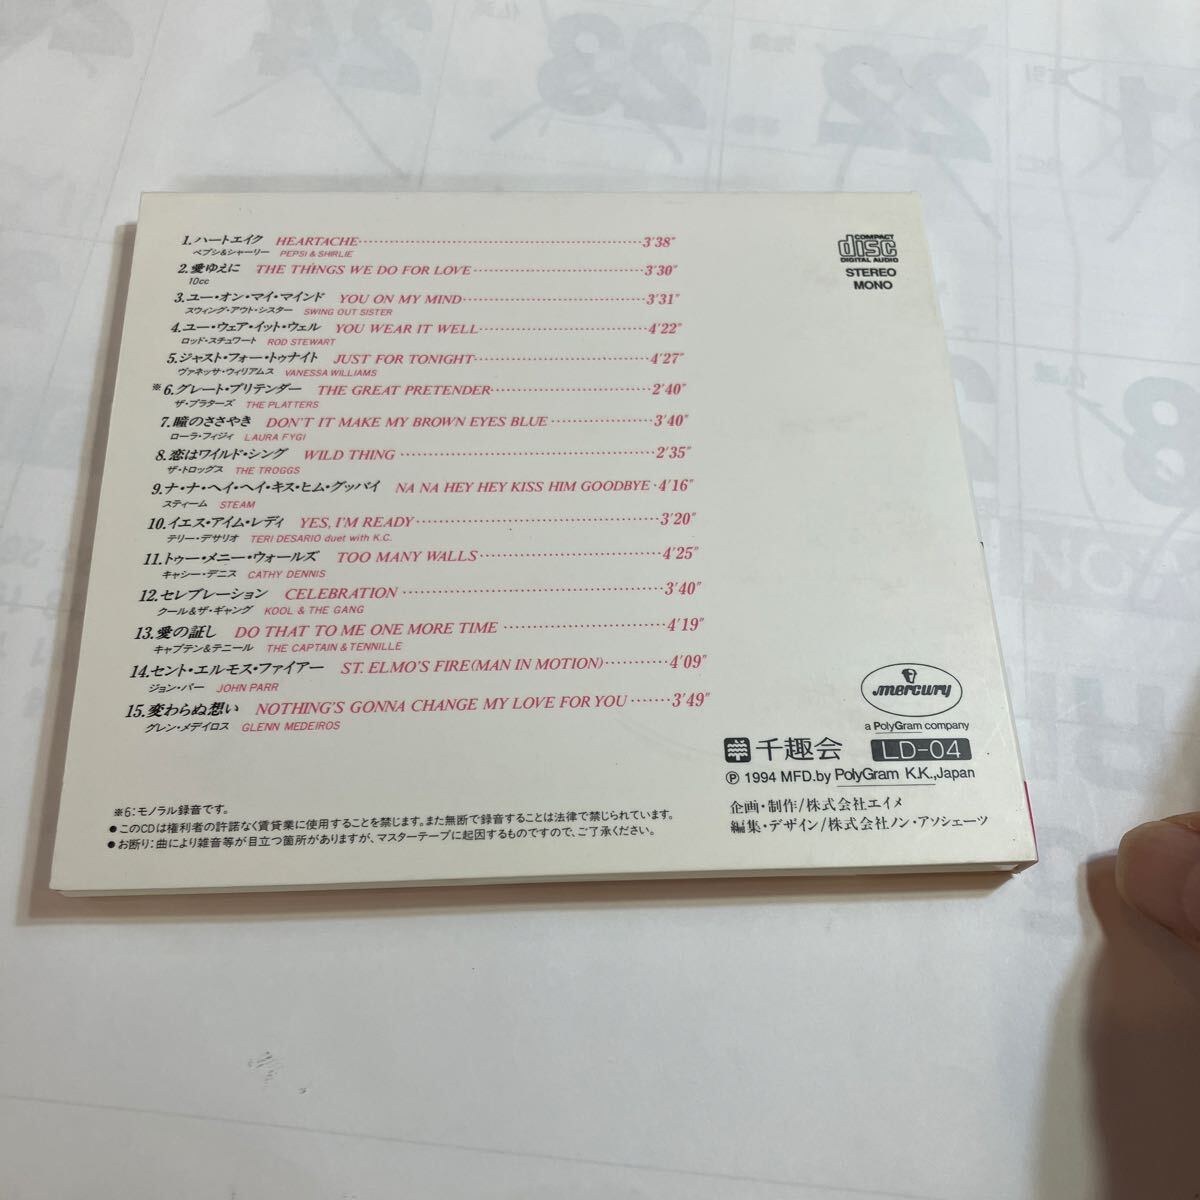 1.ハートエイク HEARTACHE 3'38"
ペプシ&シャーリー PEPSI & SHIRLIE
2.愛ゆえに THE THINGS WE DO FOR LOVE 3'30"
10cc
3.ユー・オン・マイ・マインド YOU ON MY MIND 3'31"
スウィング・アウト・シスター SWING OUT SISTER
4.ユー・ウェア・イット・ウェル YOU WEAR IT WELL 4'22"
ロッド・スチュワート ROD STEWART
5.ジャスト・フォー・トゥナイト JUST FOR TONIGHT 4'27"
ヴァネッサ・ウィリアムス VANESSA WILLIAMS
※6.グレート・プリテンダー THE GREAT PRETENDER 2'40"
ザ・プラターズ THE PLATTERS
7.瞳のささやき DON'T IT MAKE MY BROWN EYES BLUE 3'40"
ローラ・フィジィ LAURA FYGI
8.恋はワイルド・シング WILD THING 2'35"
ザ・トロッグス THE TROGGS
9.ナ・ナ・ヘイ・ヘイ・キス・ヒム・グッバイ NA NA HEY HEY KISS HIM GOODBYE 4'16"
スティーム STEAM
10.イエス・アイム・レディ YES, I'M READY 3'20"
テリー・デサリオ TERI DESARIO duet with K.C.
11.トゥー・メニー・ウォールズ TOO MANY WALLS 4'25"
キャシー・デニス CATHY DENNIS
12.セレブレーション CELEBRATION 3'40"
クール&ザ・ギャング KOOL & THE GANG
13.愛の証し DO THAT TO ME ONE MORE TIME 4'19"
キャプテン&テニール THE CAPTAIN & TENNILLE
14.セント・エルモス・ファイアー ST. ELMO'S FIRE(MAN IN MOTION) 4'09"
ジョン・パー JOHN PARR
15.変わらぬ想い NOTHING'S GONNA CHANGE MY LOVE FOR YOU 3'49"
グレン・メデイロス GLENN MEDEIROS
※6:モノラル録音です。
●このCDは権利者の許諾なく賃貸業に使用することを禁じます。また無断で録音することは法律で禁じられています。
●お断り:曲により雑音等が目立つ箇所がありますが、マスターテープに起因するものですので、ご了承ください。
COMPACT
disc
DIGITAL AUDIO
STEREO
MONO
mercury
a PolyGram company
千趣会 LD-04
Ⓟ 1994 MFD.by PolyGram K.K.,Japan
企画・制作/株式会社エイメ
編集・デザイン/株式会社ノン・アソシェーツ
24
23
22
1
8